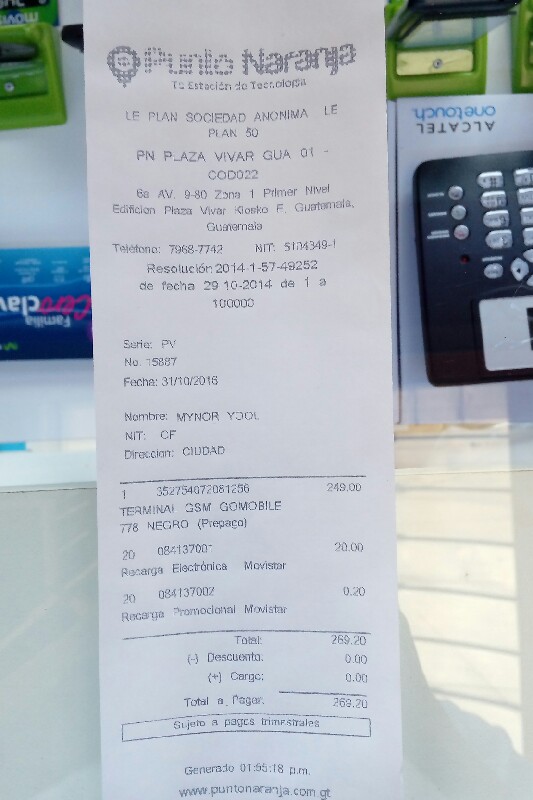 Punto Naranja
Tu Estación de Tecnología
LE PLAN SOCIEDAD ANONIMA LE
PLAN 50
PN PLAZA VIVAR GUA 01 -
COD022
6a AV. 9-80 Zona 1 Primer Nivel
Edificion Plaza Vivar Kiosko F, Guatemala,
Guatemala
Teléfono: 7968-7742 NIT: 5104349-1
Resolución 2014-1-57-49252
de fecha 29 10-2014 de 1 a
100000
Serie: PV
No. 15887
Fecha: 31/10/2016
Nombre: MYNOR YOOL
NIT: CF
Direccion: CIUDAD
1 352754072081256 249.00
TERMINAL GSM GOMOBILE
778 NEGRO (Prepago)
20 084137001 20.00
Recarga Electrónica Movistar
20 084137002 0.20
Recarga Promocional Movistar
Total: 269.20
(-) Descuento: 0.00
(+) Cargo: 0.00
Total a Pagar: 269.20
Sujeto a pagos trimestrales
Generado 01:55:18 p.m.
www.puntonaranja.com.gt
ALCATEL
onetouch
Familia